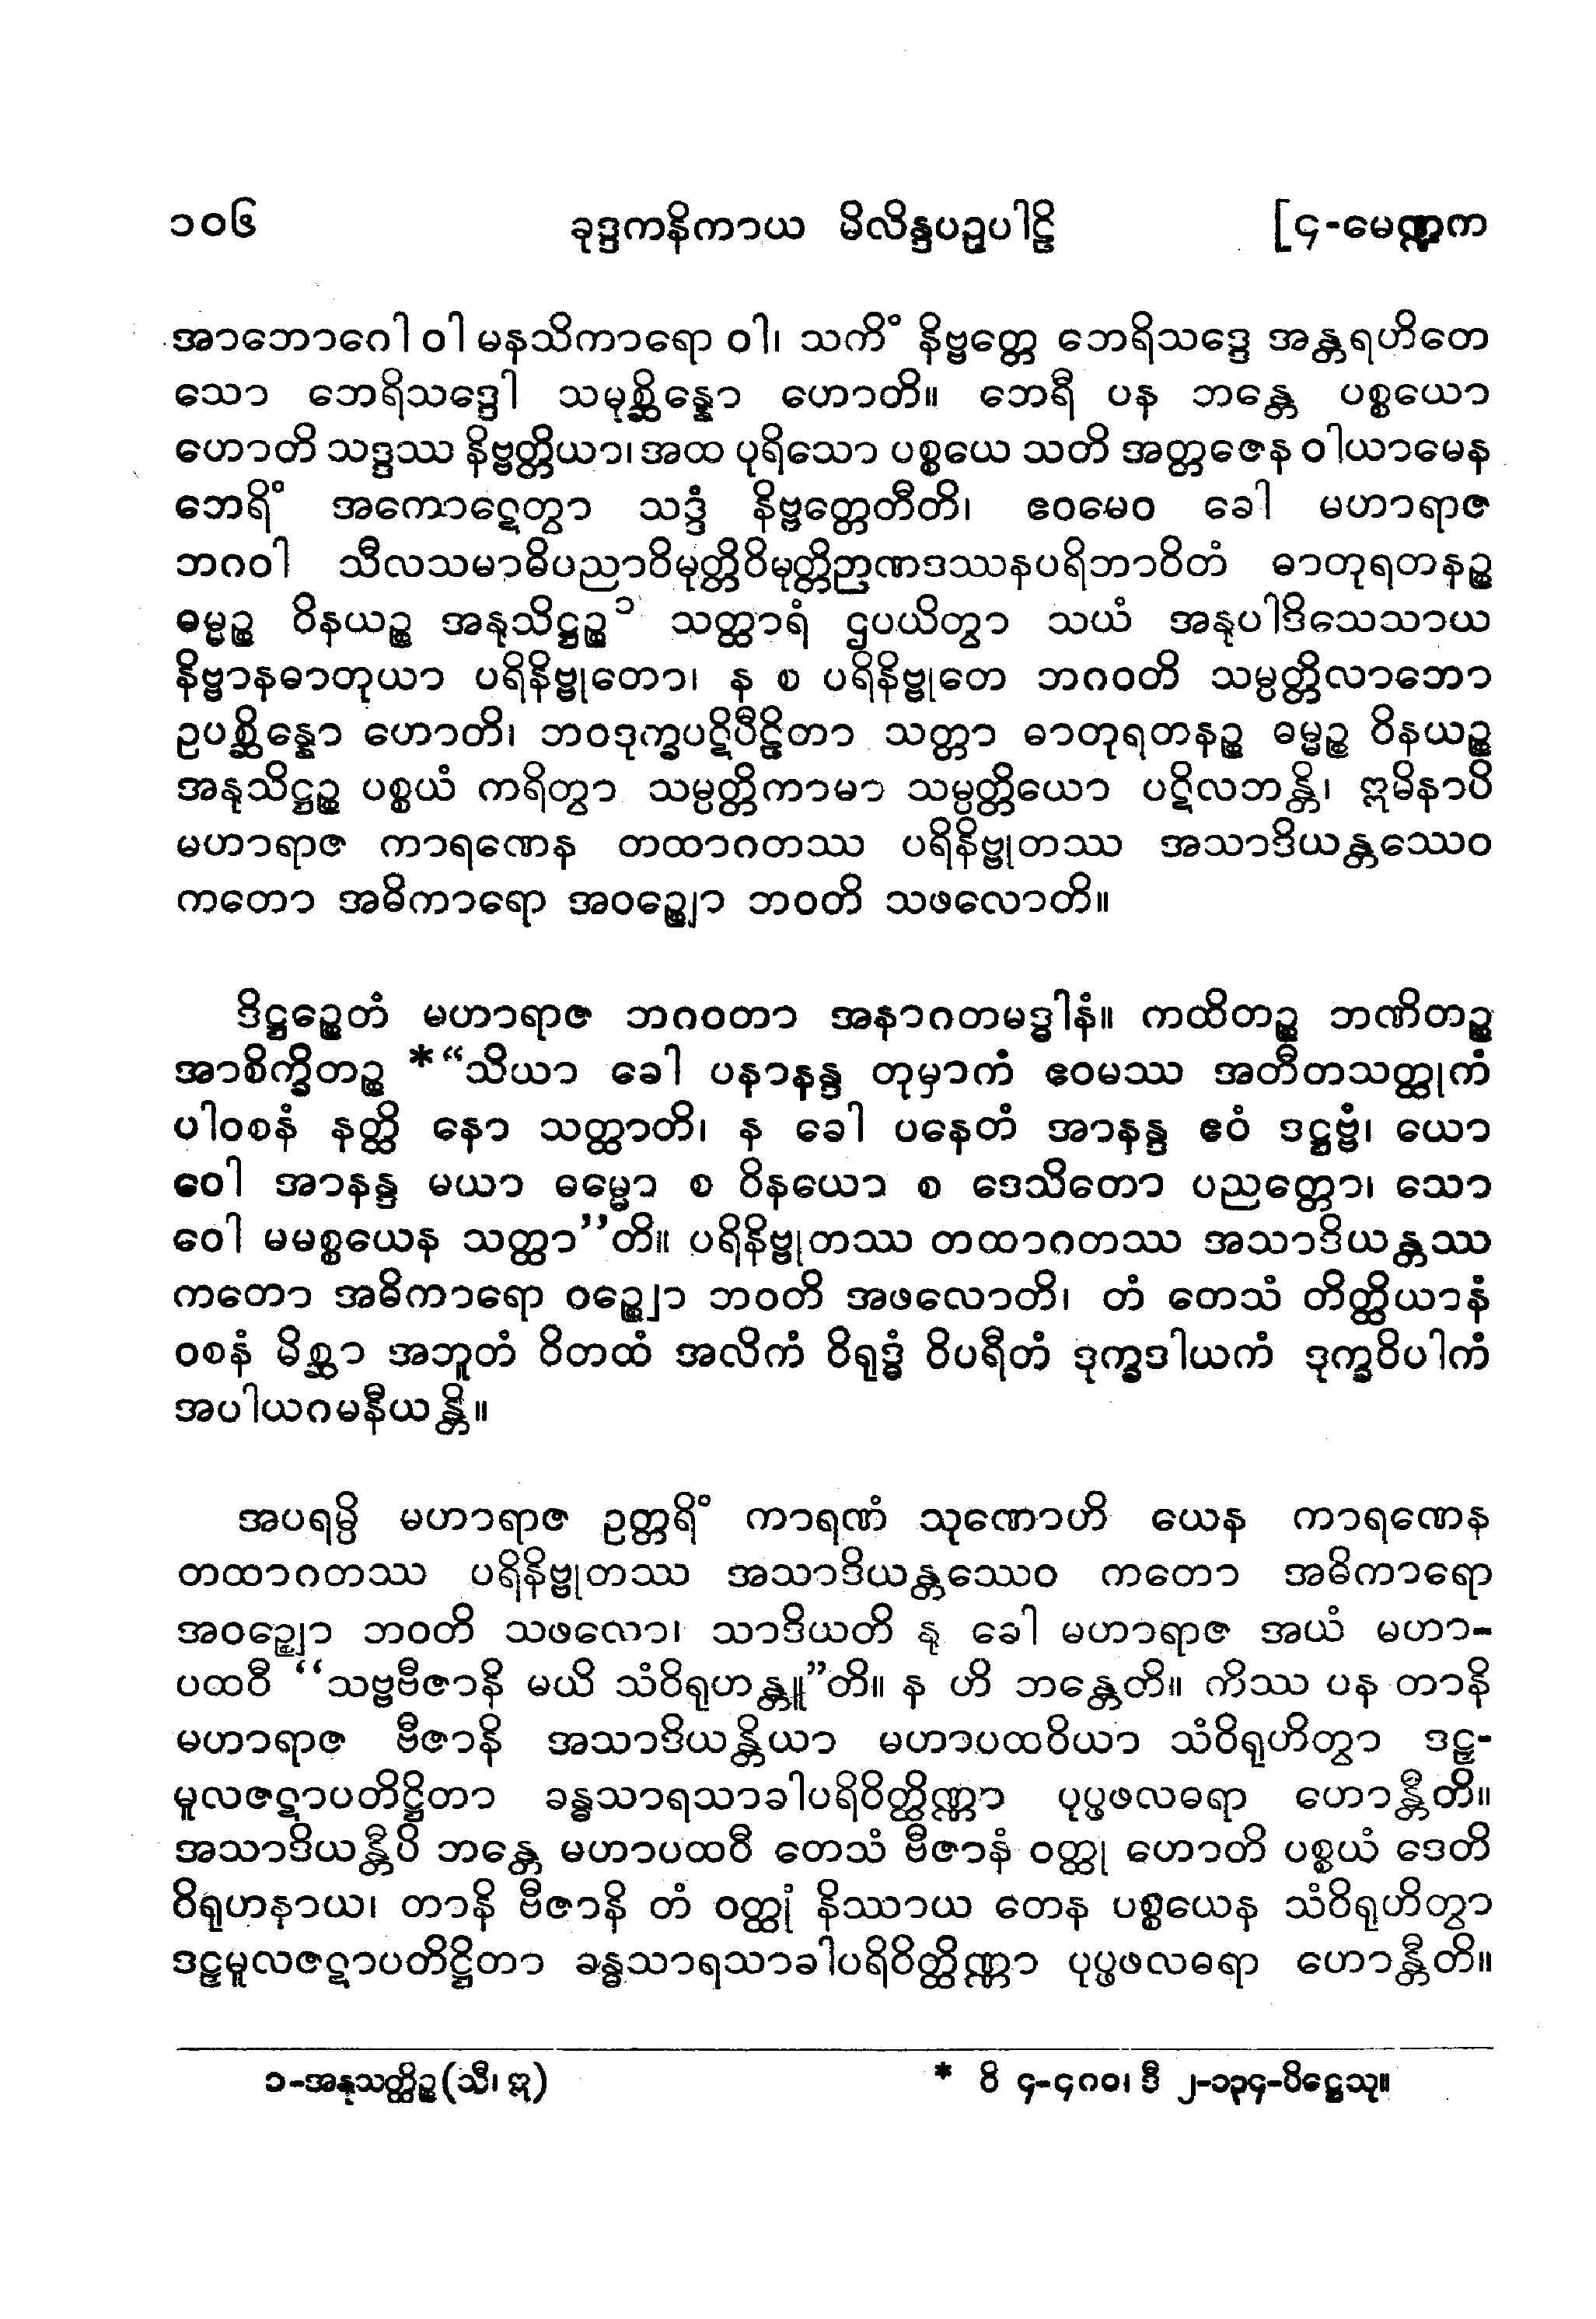 ၁၀၆ ခုဒ္ဒကနိကာယ မိလိန္ဒပဉှပါဠိ [၄-မေဏ္ဍက
အာဘောဂေါ ဝါ မနသိကာရော ဝါ၊ သကိံ နိဗ္ဗတ္တေ ဘေရိသဒ္ဒေ အန္တရဟိတေ
သော ဘေရိသဒ္ဒေါ သမုစ္ဆိန္နော ဟောတိ။ ဘေရီ ပန ဘန္တေ ပစ္စယော
ဟောတိ သဒ္ဒဿ နိဗ္ဗတ္တိယာ၊ အထ ပုရိသော ပစ္စယေ သတိ အတ္တဇေန ဝါယာမေန
ဘေရိံ အကောဋေတွာ သဒ္ဒံ နိဗ္ဗတ္တေတီတိ၊ ဧဝမေဝ ခေါ မဟာရာဇ
ဘဂဝါ သီလသမာဓိပညာဝိမုတ္တိဝိမုတ္တိဉာဏဒဿနပရိဘာဝိတံ ဓာတုရတနဉ္စ
ဓမ္မဉ္စ ဝိနယဉ္စ အနုသိဋ္ဌဉ္စ ၁ သတ္ထာရံ ဌပယိတွာ သယံ အနုပါဒိသေသာယ
နိဗ္ဗာနဓာတုယာ ပရိနိဗ္ဗုတော၊ န စ ပရိနိဗ္ဗုတေ ဘဂဝတိ သမ္ပတ္တိလာဘော
ဥပစ္ဆိန္နော ဟောတိ၊ ဘဝဒုက္ခပဋိပီဠိတာ သတ္တာ ဓာတုရတနဉ္စ ဓမ္မဉ္စ ဝိနယဉ္စ
အနုသိဋ္ဌဉ္စ ပစ္စယံ ကရိတွာ သမ္ပတ္တိကာမာ သမ္ပတ္တိယော ပဋိလဘန္တိ၊ ဣမိနာပိ
မဟာရာဇ ကာရဏေန တထာဂတဿ ပရိနိဗ္ဗုတဿ အသာဒိယန္တဿေဝ
ကတော အဓိကာရော အဝဉ္ဈော ဘဝတိ သဖလောတိ။
ဒိဋ္ဌဉ္စေတံ မဟာရာဇ ဘဂဝတာ အနာဂတမဒ္ဓါနံ။ ကထိတဉ္စ ဘဏိတဉ္စ
အာစိက္ခိတဉ္စ *“သိယာ ခေါ ပနာနန္ဒ တုမှာကံ ဧဝမဿ အတီတသတ္ထုကံ
ပါဝစနံ နတ္ထိ နော သတ္ထာတိ၊ န ခေါ ပနေတံ အာနန္ဒ ဧဝံ ဒဋ္ဌဗ္ဗံ၊ ယော
ဝေါ အာနန္ဒ မယာ ဓမ္မော စ ဝိနယော စ ဒေသိတော ပညတ္တော၊ သော
ဝေါ မမစ္စယေန သတ္ထာ”တိ။ ပရိနိဗ္ဗုတဿ တထာဂတဿ အသာဒိယန္တဿ
ကတော အဓိကာရော ဝဉ္ဈော ဘဝတိ အဖလောတိ၊ တံ တေသံ တိတ္ထိယာနံ
ဝစနံ မိစ္ဆာ အဘူတံ ဝိတထံ အလိကံ ဝိရုဒ္ဓံ ဝိပရီတံ ဒုက္ခဒါယကံ ဒုက္ခဝိပါကံ
အပါယဂမနီယန္တိ။
အပရမ္ပိ မဟာရာဇ ဥတ္တရိံ ကာရဏံ သုဏောဟိ ယေန ကာရဏေန
တထာဂတဿ ပရိနိဗ္ဗုတဿ အသာဒိယန္တဿေဝ ကတော အဓိကာရော
အဝဉ္ဈော ဘဝတိ သဖလော၊ သာဒိယတိ နု ခေါ မဟာရာဇ အယံ မဟာ-
ပထဝီ “သဗ္ဗဗီဇာနိ မယိ သံဝိရုဟန္တူ”တိ။ န ဟိ ဘန္တေတိ။ ကိဿ ပန တာနိ
မဟာရာဇ ဗီဇာနိ အသာဒိယန္တိယာ မဟာပထဝိယာ သံဝိရုဟိတွာ ဒဠှ-
မူလဇဋာပတိဋ္ဌိတာ ခန္ဓသာရသာခါပရိဝိတ္ထိဏ္ဏာ ပုပ္ဖဖလဓရာ ဟောန္တီတိ။
အသာဒိယန္တီပိ ဘန္တေ မဟာပထဝီ တေသံ ဗီဇာနံ ဝတ္ထု ဟောတိ ပစ္စယံ ဒေတိ
ဝိရုဟနာယ၊ တာနိ ဗီဇာနိ တံ ဝတ္ထုံ နိဿာယ တေန ပစ္စယေန သံဝိရုဟိတွာ
ဒဠှမူလဇဋာပတိဋ္ဌိတာ ခန္ဓသာရသာခါပရိဝိတ္ထိဏ္ဏာ ပုပ္ဖဖလဓရာ ဟောန္တီတိ။
၁-အနုသတ္ထိဉ္စ (သီ၊ ဣ) * ဝိ ၄-၄ဂ၀၊ ဒီ ၂-၁၃၄-ပိဋ္ဌေသု။